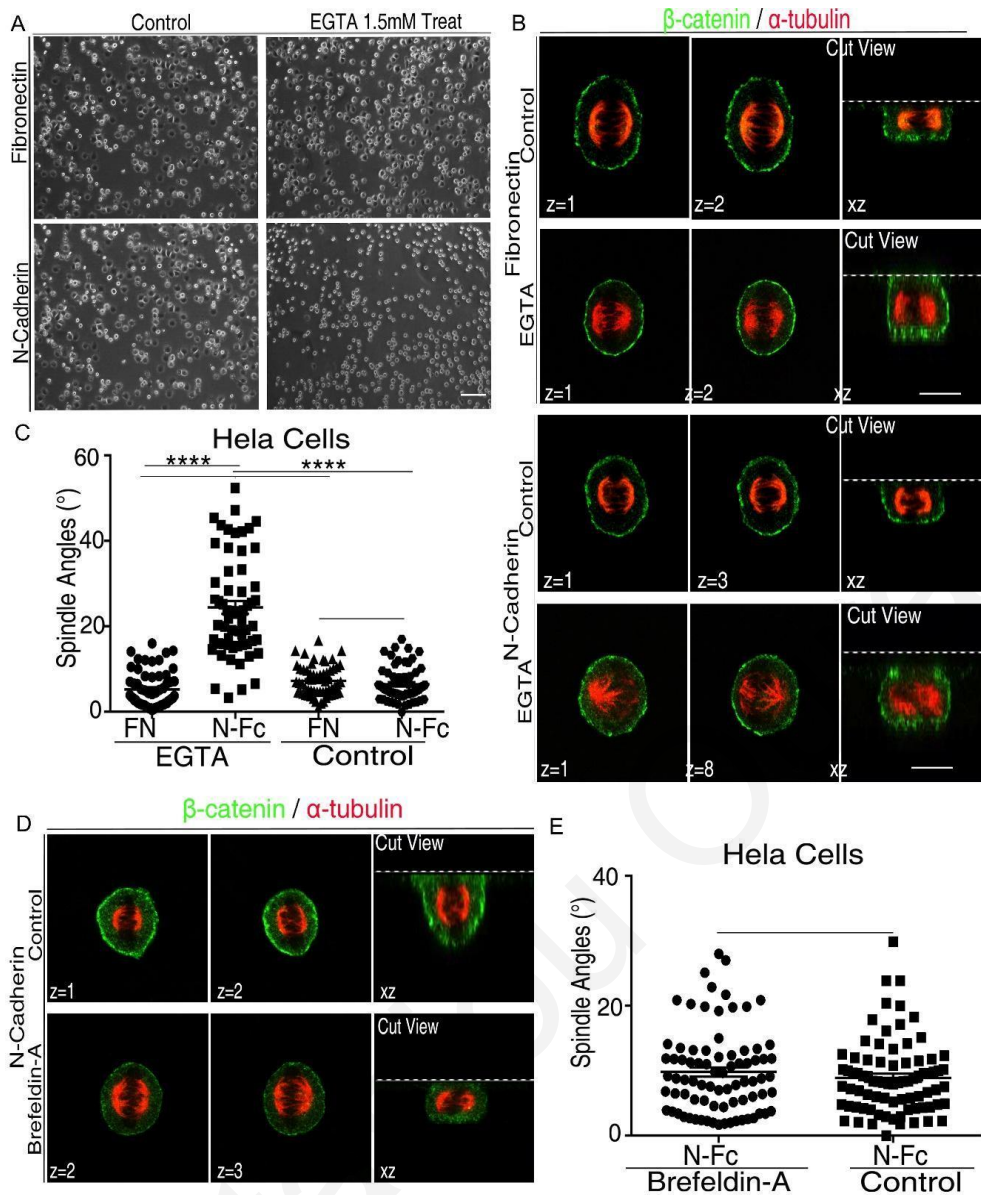 A
Control
EGTA 1.5mM Treat
Fibronectin
N-Cadherin
B
β-catenin / α-tubulin
Fibronectin
Control
Cut View
z=1
z=2
xz
EGTA
Cut View
z=1
z=2
xz
N-Cadherin
Control
Cut View
z=1
z=3
xz
EGTA
Cut View
z=1
z=8
xz
C
Hela Cells
Spindle Angles (°)
60
40
20
0
****
****
FN
N-Fc
FN
N-Fc
EGTA
Control
D
β-catenin / α-tubulin
N-Cadherin
Control
Cut View
z=1
z=2
xz
Brefeldin-A
Cut View
z=2
z=3
xz
E
Hela Cells
Spindle Angles (°)
40
20
0
N-Fc
N-Fc
Brefeldin-A
Control